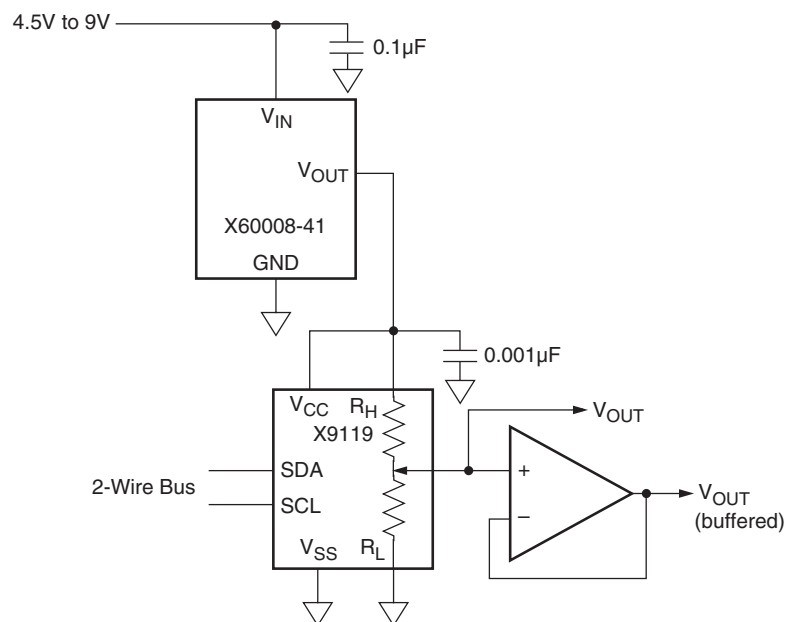 4.5V to 9V
0.1µF
VIN
VOUT
X60008-41
GND
0.001µF
VCC
RH
X9119
VOUT
2-Wire Bus
SDA
+
SCL
–
VOUT
(buffered)
VSS
RL